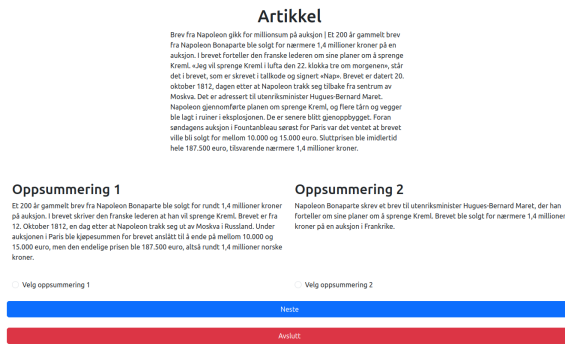 Artikkel
Brev fra Napoleon gikk for millionsum på auksjon | Et 200 år gammelt brev
fra Napoleon Bonaparte ble solgt for nærmere 1,4 millioner kroner på en
auksjon. I brevet forteller den franske lederen om sine planer om å sprenge
Kreml. «Jeg vil sprenge Kreml i lufta den 22. klokka tre om morgenen», står
det i brevet, som er skrevet i tallkode og signert «Nap». Brevet er datert 20.
oktober 1812, dagen etter at Napoleon trakk seg tilbake fra sentrum av
Moskva. Det er adressert til utenriksminister Hugues-Bernard Maret.
Napoleon gjennomførte planen om sprenge Kreml, og flere tårn og vegger
ble lagt i ruiner i eksplosjonen. De er senere blitt gjenoppbygget. Foran
søndagens auksjon i Fountanbleau sørøst for Paris var det ventet at brevet
ville bli solgt for mellom 10.000 og 15.000 euro. Sluttprisen ble imidlertid
hele 187.500 euro, tilsvarende nærmere 1,4 millioner kroner.
Oppsummering 1
Et 200 år gammelt brev fra Napoleon Bonaparte ble solgt for rundt 1,4 millioner kroner
på auksjon. I brevet skriver den franske lederen at han vil sprenge Kreml. Brevet er fra
12. Oktober 1812, en dag etter at Napoleon trakk seg ut av Moskva i Russland. Under
auksjonen i Paris ble kjøpesummen for brevet anslått til å ende på mellom 10.000 og
15.000 euro, men den endelige prisen ble 187.500 euro, altså rundt 1,4 millioner norske
kroner.
Velg oppsummering 1
Oppsummering 2
Napoleon Bonaparte skrev et brev til utenriksminister Hugues-Bernard Maret, der han
forteller om sine planer om å sprenge Kreml. Brevet ble solgt for nærmere 1,4 millioner
kroner på en auksjon i Frankrike.
Velg oppsummering 2
Neste
Avslutt